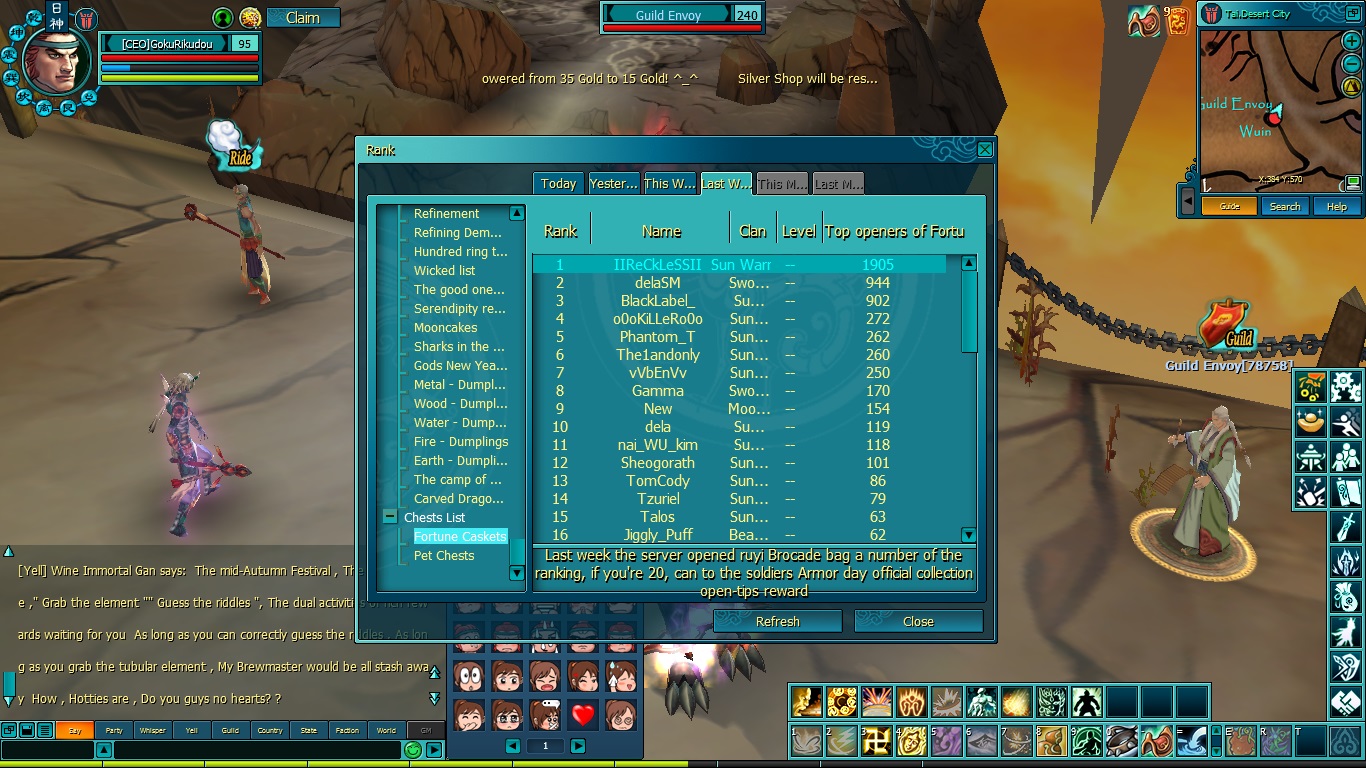 日
神
Claim
[CEO]GokuRikudou 95
Guild Envoy 240
9
Tai.Desert City
owered from 35 Gold to 15 Gold! ^_^ Silver Shop will be res...
Guild Envoy
Wuin
X:384 Y:570
Guide Search Help
Ride
Rank
Today Yester... This W... Last W... This M... Last M...
Refinement
Refining Dem...
Hundred ring t...
Wicked list
The good one...
Serendipity re...
Mooncakes
Sharks in the ...
Gods New Yea...
Metal - Dumpl...
Wood - Dumpl...
Water - Dump...
Fire - Dumplings
Earth - Dumpli...
The camp of ...
Carved Drago...
Chests List
Fortune Caskets
Pet Chests
Rank Name Clan Level Top openers of Fortu
1 IIReCkLeSSII Sun Warr -- 1905
2 delaSM Swo... -- 944
3 BlackLabel_ Su... -- 902
4 o0oKiLLeRo0o Sun... -- 272
5 Phantom_T Sun... -- 262
6 The1andonly Sun... -- 260
7 vVbEnVv Sun... -- 250
8 Gamma Swo... -- 170
9 New Moo... -- 154
10 dela Su... -- 119
11 nai_WU_kim Su... -- 118
12 Sheogorath Sun... -- 101
13 TomCody Sun... -- 86
14 Tzuriel Sun... -- 79
15 Talos Sun... -- 63
16 Jiggly_Puff Bea... -- 62
Last week the server opened ruyi Brocade bag a number of the
ranking, if you're 20, can to the soldiers Armor day official collection
open-tips reward
Refresh Close
Guild
Guild Envoy[78758]
[Yell] Wine Immortal Gan says: The mid-Autumn Festival , The
e ," Grab the element "" Guess the riddles ", The dual activities of rich rew
ards waiting for you As long as you can correctly guess the riddles . As lon
g as you grab the tubular element , My Brewmaster would be all stash awa
y How , Hotties are , Do you guys no hearts? ?
Say Party Whisper Yell Guild Country State Faction World GM
1
1 2 3 4 5 6 7 8 9 0 E R T